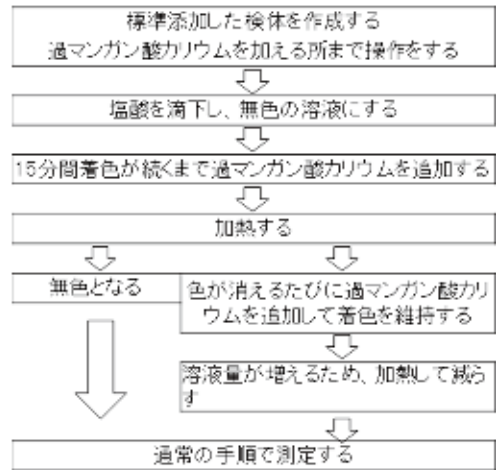 標準添加した検体を作成する
過マンガン酸カリウムを加える所まで操作をする
塩酸を滴下し、無色の溶液にする
15分間着色が続くまで過マンガン酸カリウムを追加する
加熱する
無色となる
色が消えるたびに過マンガン酸カリ
ウムを追加して着色を維持する
溶液量が増えるため、加熱して減ら
す
通常の手順で測定する